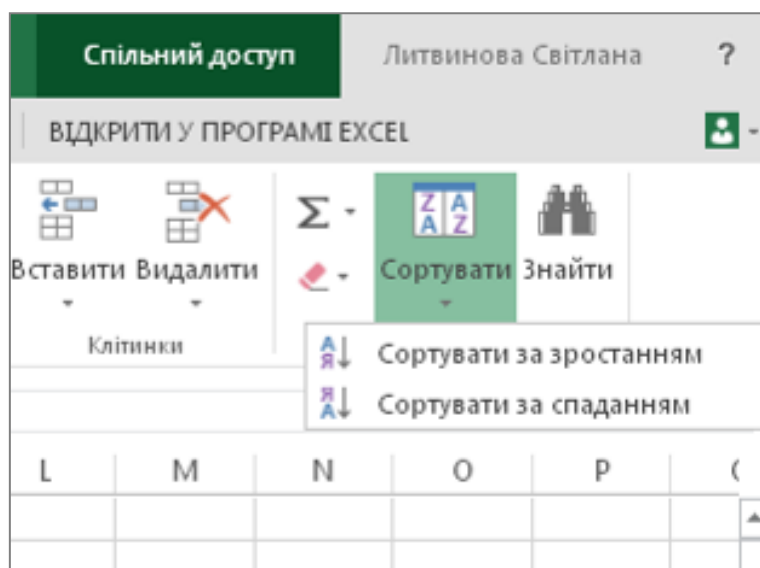 Спільний доступ Литвинова Світлана ?
ВІДКРИТИ У ПРОГРАМІ EXCEL
Вставити Видалити Σ Сортувати Знайти
Клітинки
Сортувати за зростанням
Сортувати за спаданням
L M N O P